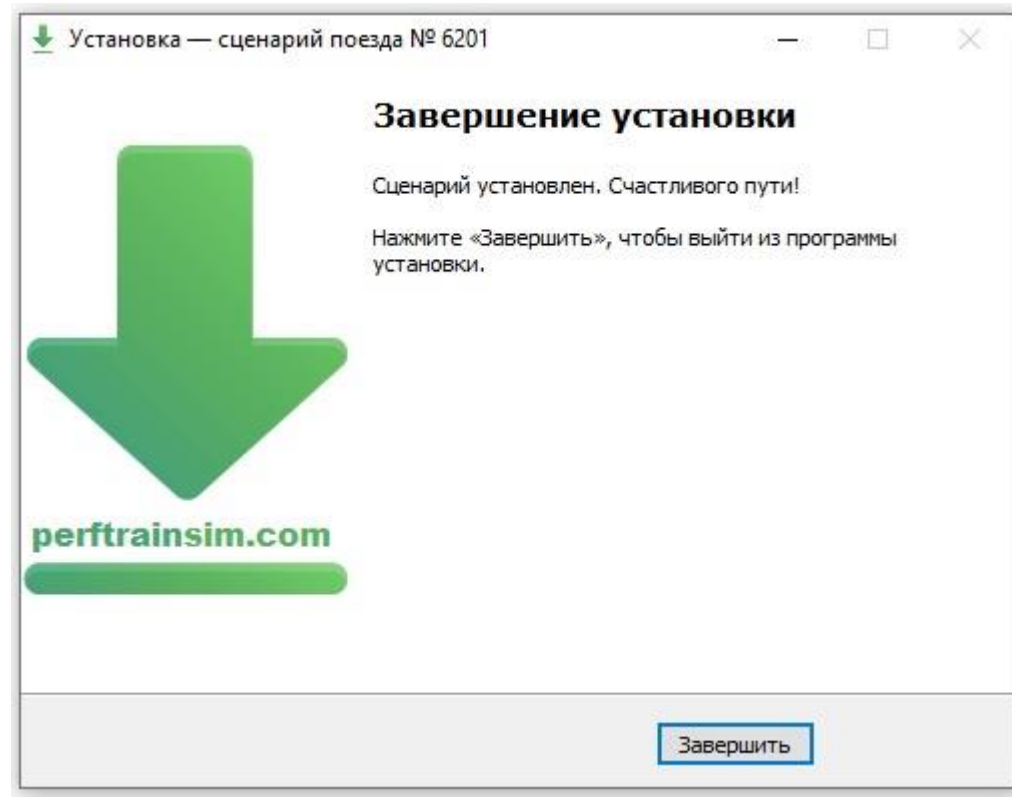 Установка — сценарий поезда № 6201
Завершение установки
Сценарий установлен. Счастливого пути!
Нажмите «Завершить», чтобы выйти из программы
установки.
perftrainsim.com
Завершить